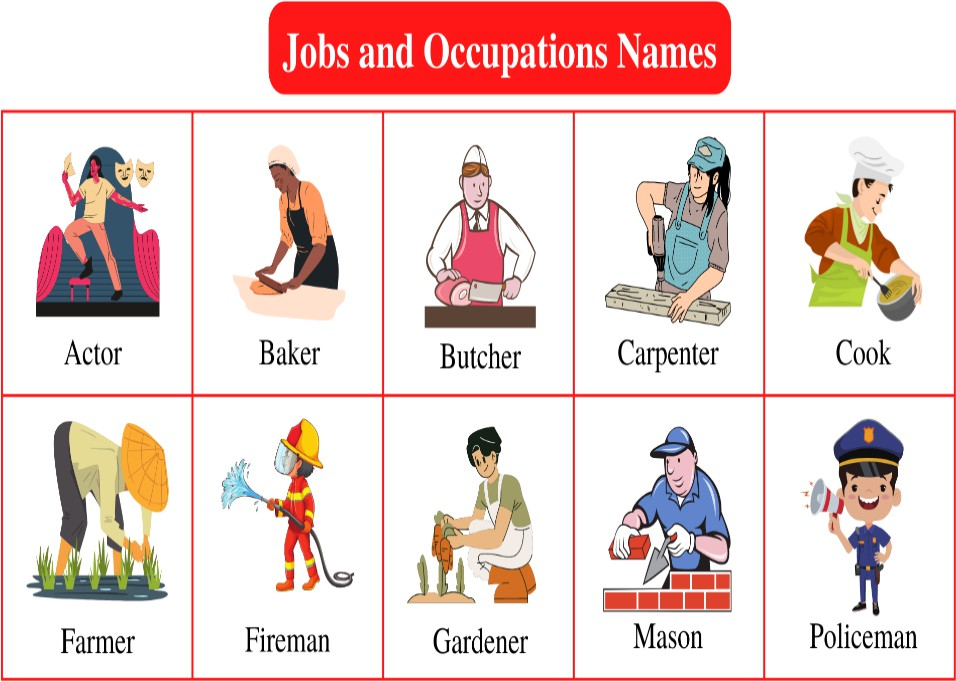 Jobs and Occupations Names
Actor
Baker
Butcher
Carpenter
Cook
Farmer
Fireman
Gardener
Mason
Policeman